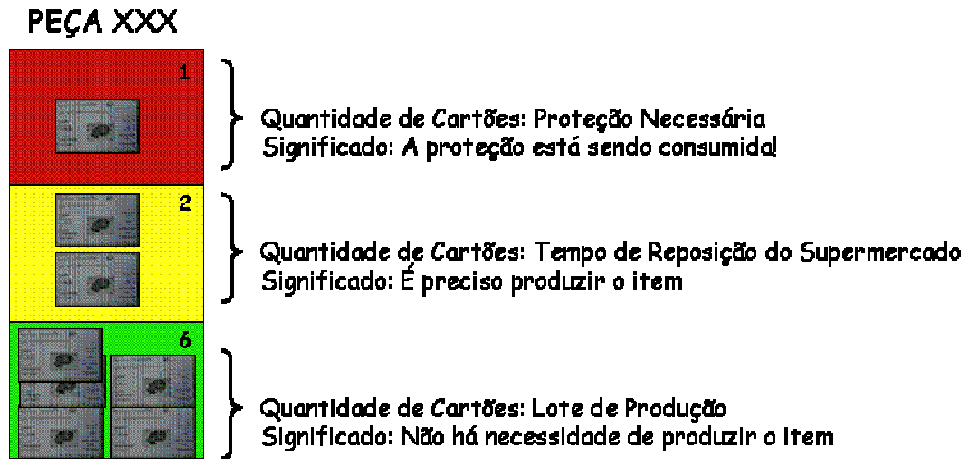 PEÇA XXX
1
Quantidade de Cartões: Proteção Necessária
Significado: A proteção está sendo consumida!
2
Quantidade de Cartões: Tempo de Reposição do Supermercado
Significado: É preciso produzir o item
6
Quantidade de Cartões: Lote de Produção
Significado: Não há necessidade de produzir o item